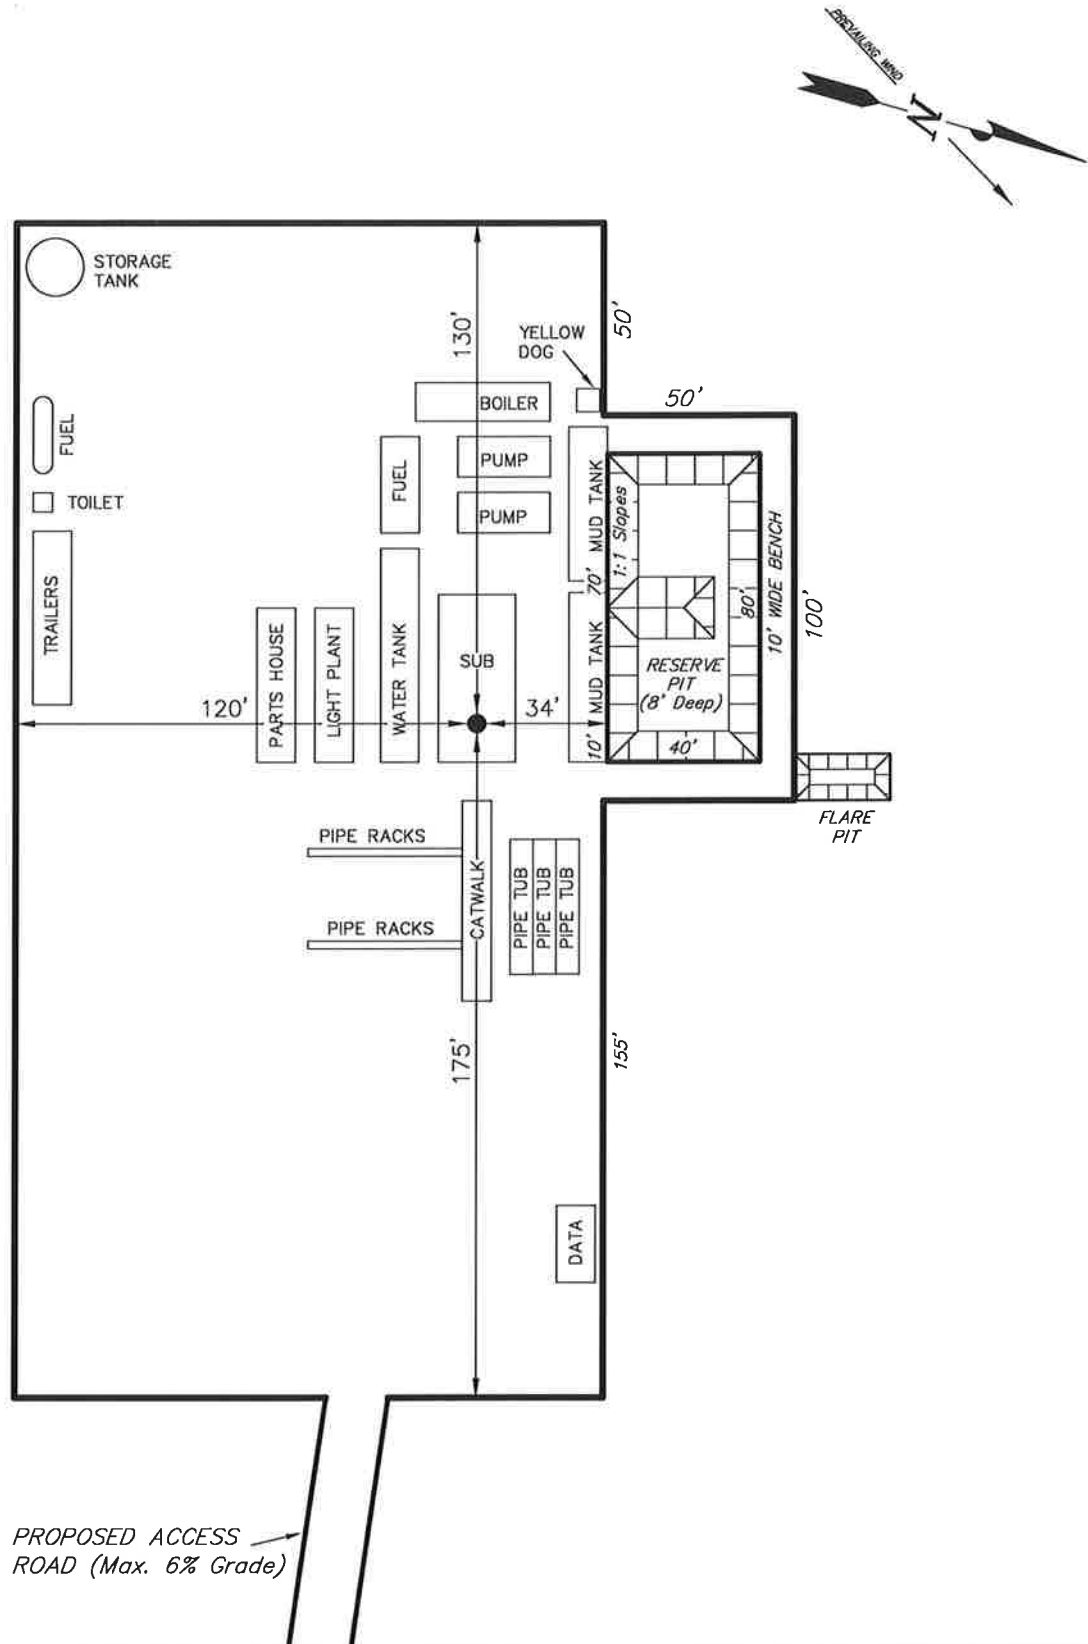 PREVAILING WIND
N
STORAGE
TANK
130'
YELLOW
DOG
50'
50'
FUEL
BOILER
TOILET
FUEL
PUMP
PUMP
MUD TANK
70'
1:1 Slopes
80'
10' WIDE BENCH
100'
TRAILERS
PARTS HOUSE
LIGHT PLANT
WATER TANK
SUB
MUD TANK
10'
RESERVE
PIT
(8' Deep)
120'
34'
40'
FLARE
PIT
PIPE RACKS
PIPE RACKS
CATWALK
PIPE TUB
PIPE TUB
PIPE TUB
175'
155'
DATA
PROPOSED ACCESS
ROAD (Max. 6% Grade)